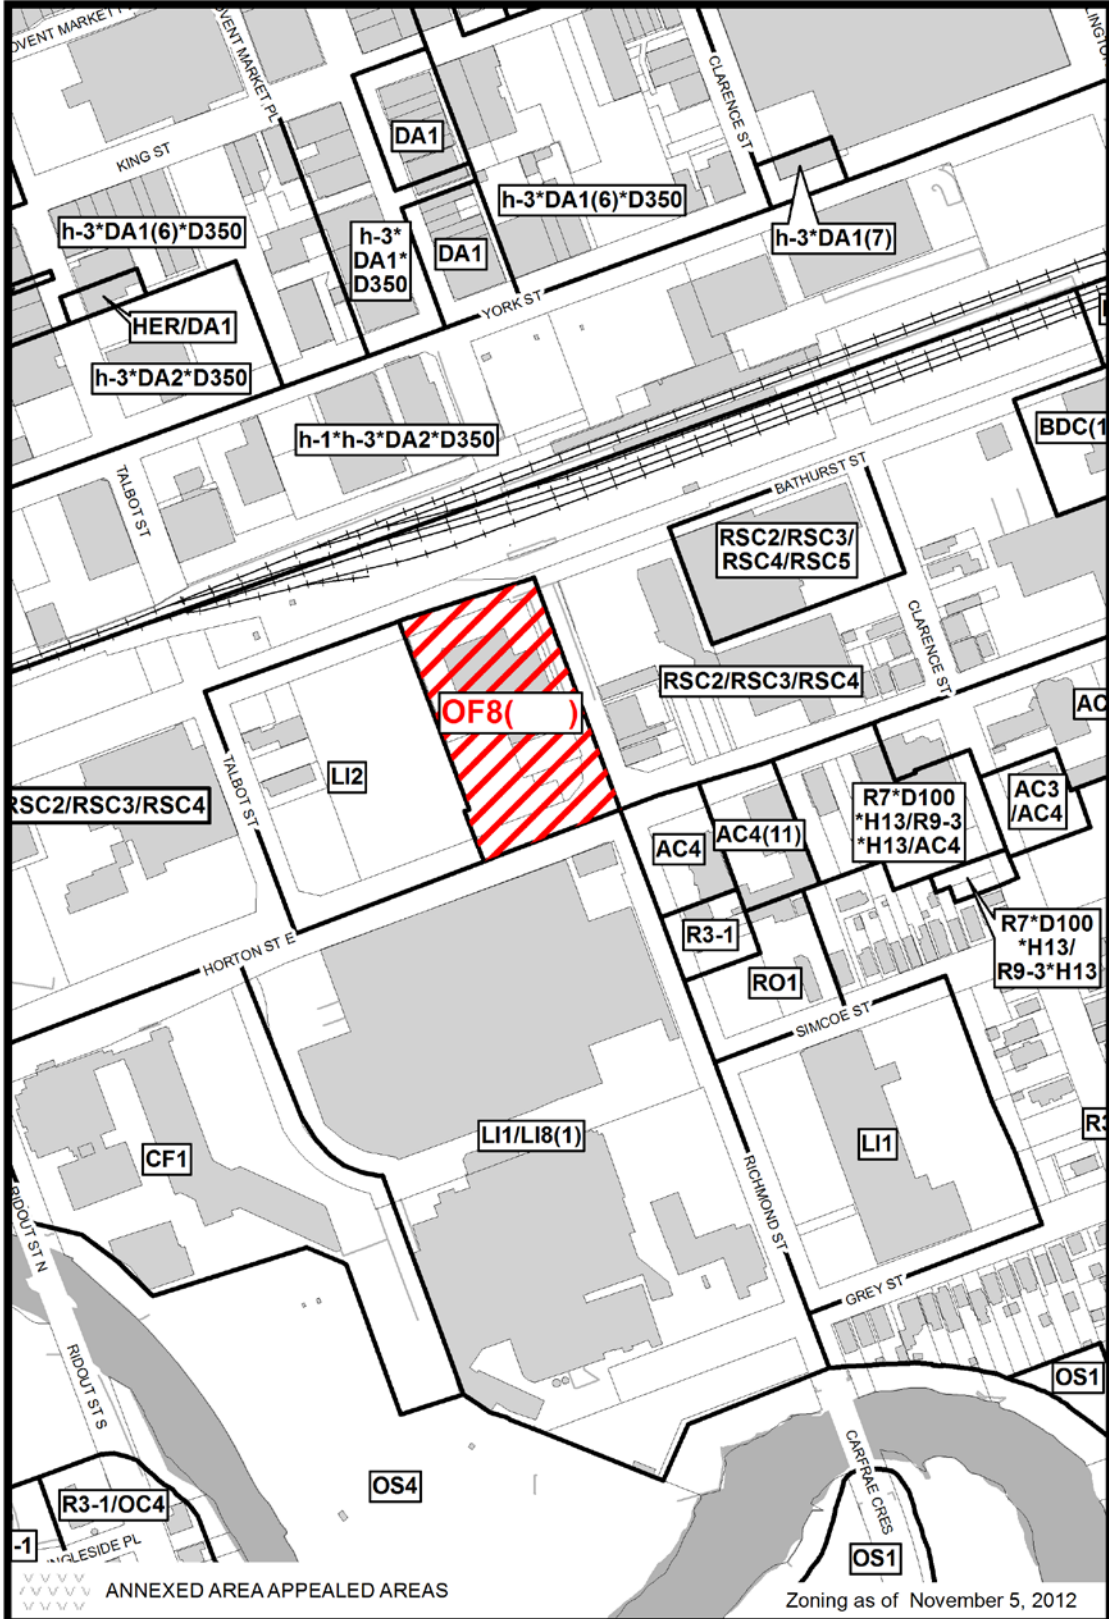 OVENT MARKET P
OVENT MARKET PL
CLARENCE ST
LINGTO
KING ST
DA1
h-3*DA1(6)*D350
h-3*DA1(6)*D350
h-3*
DA1*
D350
DA1
h-3*DA1(7)
YORK ST
HER/DA1
h-3*DA2*D350
h-1*h-3*DA2*D350
BDC(1
TALBOT ST
BATHURST ST
RSC2/RSC3/
RSC4/RSC5
CLARENCE ST
RSC2/RSC3/RSC4
AC
OF8( )
LI2
TALBOT ST
RSC2/RSC3/RSC4
R7*D100
*H13/R9-3
*H13/AC4
AC3
/AC4
AC4
AC4(11)
R3-1
R7*D100
*H13/
R9-3*H13
HORTON ST E
RO1
SIMCOE ST
LI1/LI8(1)
LI1
R3
CF1
RICHMOND ST
RIDOUT ST N
GREY ST
RIDOUT ST S
OS1
CARFRAE CRES
OS4
R3-1/OC4
-1
NGLESIDE PL
OS1
ANNEXED AREA APPEALED AREAS
Zoning as of November 5, 2012